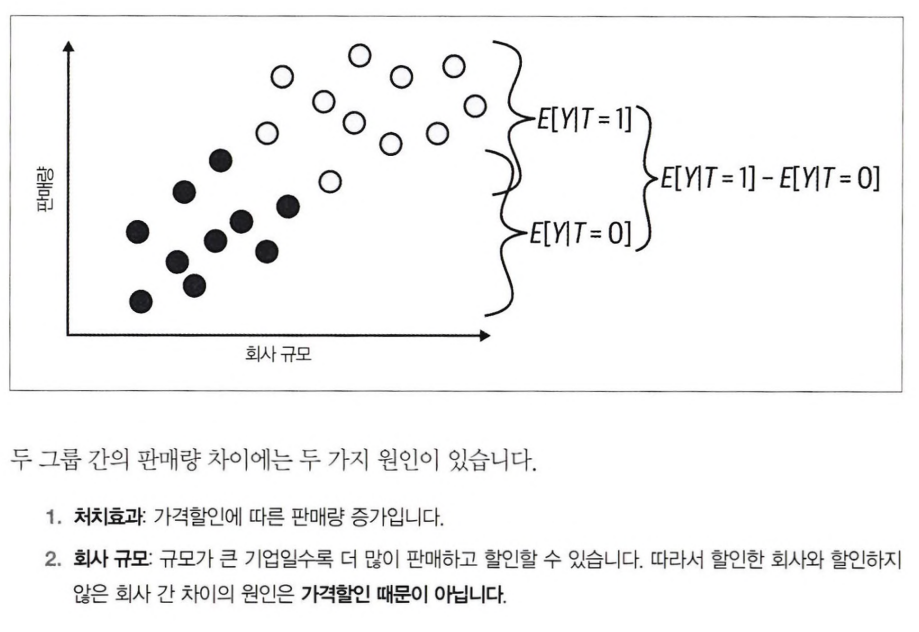 판매량
E[Y|T = 1]
E[Y|T = 1] – E[Y|T = 0]
E[Y|T = 0]
회사 규모
두 그룹 간의 판매량 차이에는 두 가지 원인이 있습니다.
1. 처치효과: 가격할인에 따른 판매량 증가입니다.
2. 회사 규모: 규모가 큰 기업일수록 더 많이 판매하고 할인할 수 있습니다. 따라서 할인한 회사와 할인하지
않은 회사 간 차이의 원인은 가격할인 때문이 아닙니다.